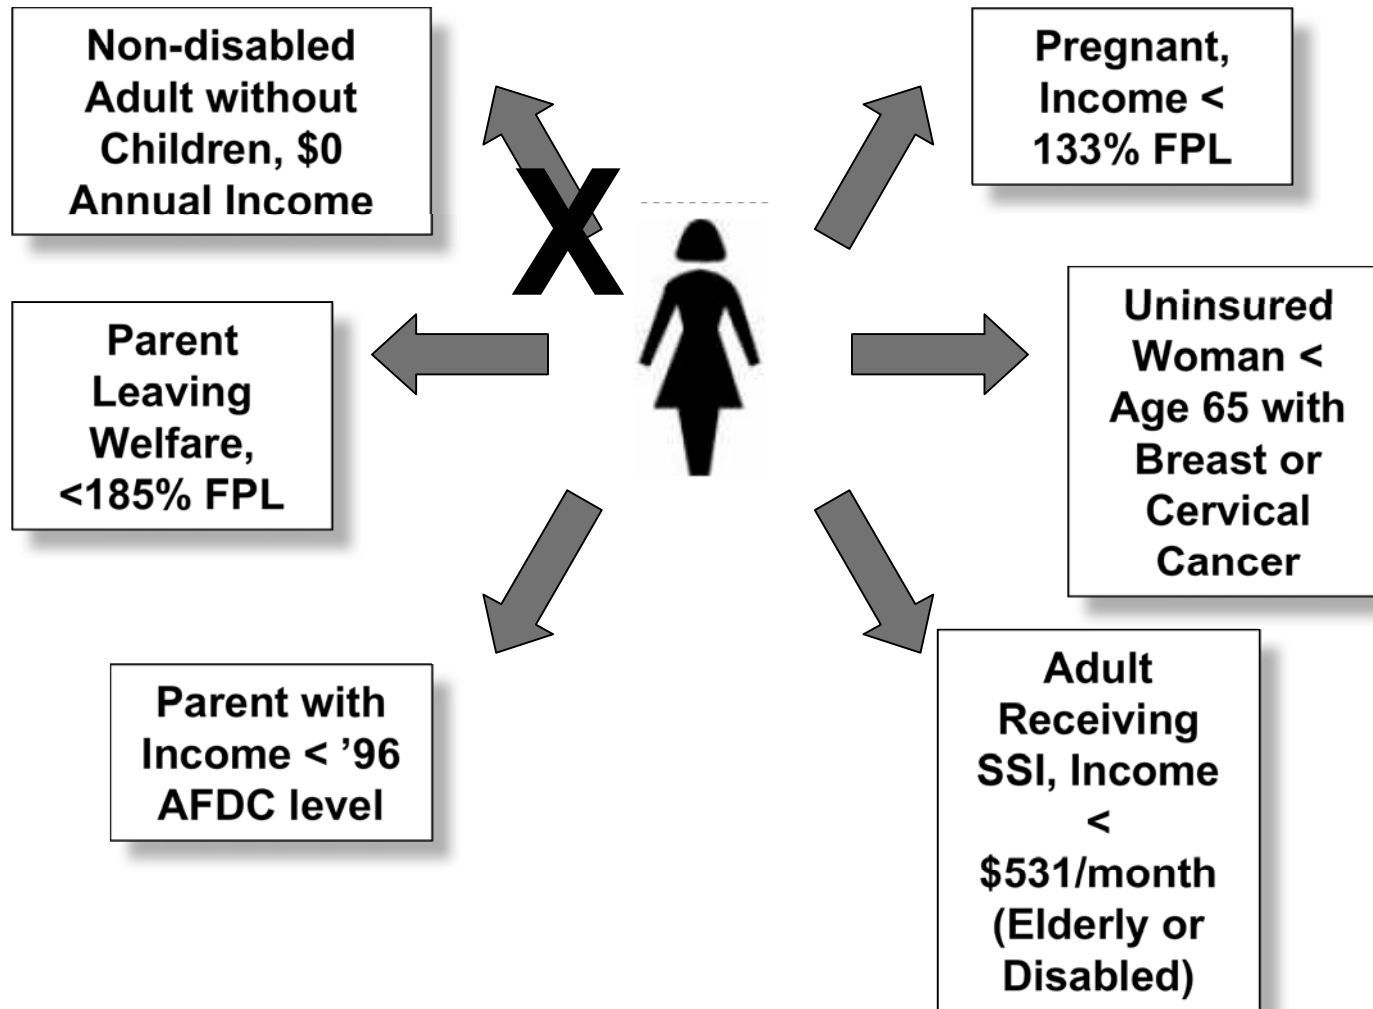 Non-disabled
Adult without
Children, $0
Annual Income
X
Pregnant,
Income <
133% FPL
Parent
Leaving
Welfare,
<185% FPL
Uninsured
Woman <
Age 65 with
Breast or
Cervical
Cancer
Parent with
Income < ’96
AFDC level
Adult
Receiving
SSI, Income
<
$531/month
(Elderly or
Disabled)